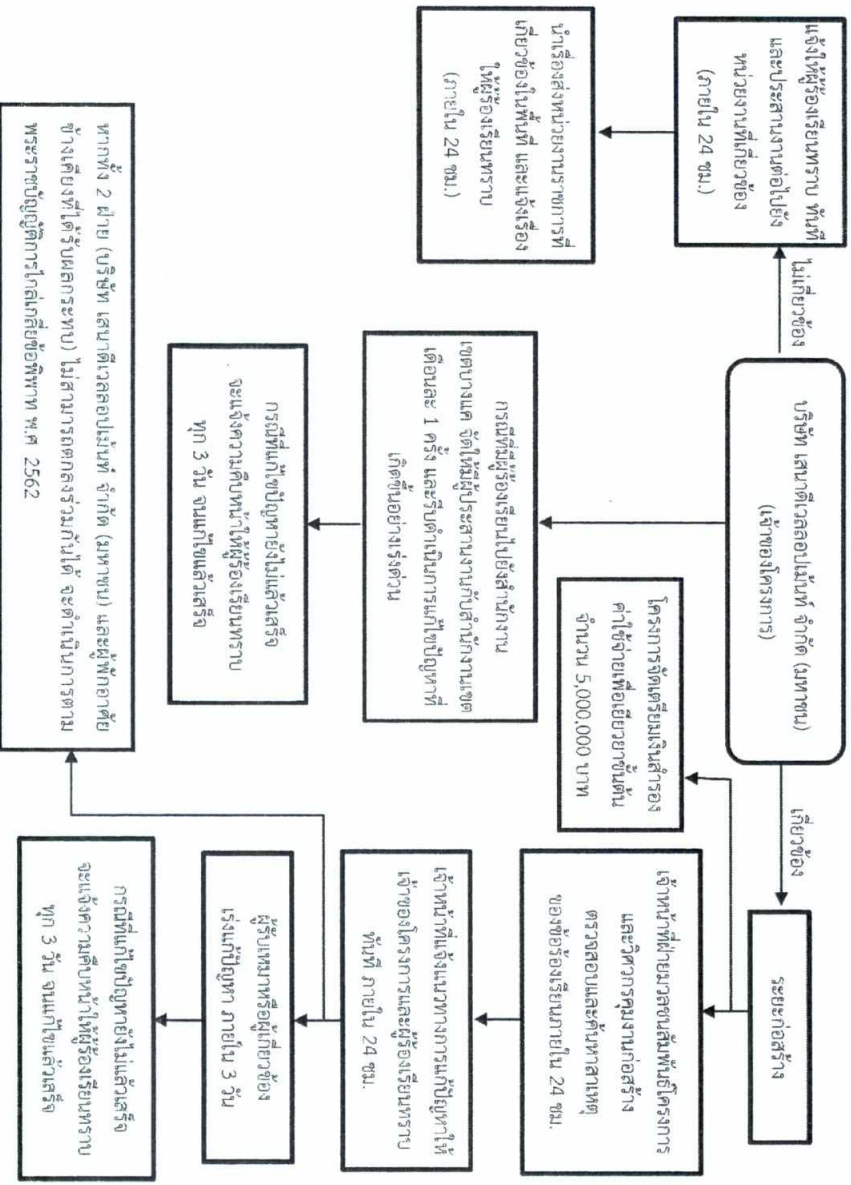 บริษัท เสนาดีเวลลอปเม้นท์ จำกัด (มหาชน)
(เจ้าของโครงการ)
ไม่เกี่ยวข้อง
เกี่ยวข้อง
แจ้งให้ผู้ร้องเรียนทราบ ทันที
และประสานงานต่อไปยัง
หน่วยงานที่เกี่ยวข้อง
(ภายใน 24 ชม.)
นำเรื่องส่งหน่วยงานราชการที่
เกี่ยวข้องในพื้นที่ และแจ้งเรื่อง
ให้ผู้ร้องเรียนทราบ
(ภายใน 24 ชม.)
กรณีที่มีผู้ร้องเรียนไปยังสำนักงาน
เขตบางแค จัดให้มีผู้ประสานงานกับสำนักงานเขต
เดือนละ 1 ครั้ง และรีบดำเนินการแก้ไขปัญหาที่
เกิดขึ้นอย่างเร่งด่วน
กรณีที่แก้ไขปัญหายังไม่แล้วเสร็จ
จะแจ้งความคืบหน้าให้ผู้ร้องเรียนทราบ
ทุก 3 วัน จนแก้ไขแล้วเสร็จ
ระยะก่อสร้าง
โครงการจัดเตรียมเงินสำรอง
ค่าใช้จ่ายเพื่อเยียวยาขั้นต้น
จำนวน 5,000,000 บาท
เจ้าหน้าที่ฝ่ายมวลชนสัมพันธ์โครงการ
และวิศวกรคุมงานก่อสร้าง
ตรวจสอบและค้นหาสาเหตุ
ของข้อร้องเรียนภายใน 24 ชม.
เจ้าหน้าที่แจ้งแนวทางการแก้ปัญหาให้
เจ้าของโครงการและผู้ร้องเรียนทราบ
ทันที ภายใน 24 ชม.
ผู้รับเหมาหรือผู้เกี่ยวข้อง
เร่งแก้ปัญหา ภายใน 3 วัน
กรณีที่แก้ไขปัญหายังไม่แล้วเสร็จ
จะแจ้งความคืบหน้าให้ผู้ร้องเรียนทราบ
ทุก 3 วัน จนแก้ไขแล้วเสร็จ
หากทั้ง 2 ฝ่าย (บริษัท เสนาดีเวลลอปเม้นท์ จำกัด (มหาชน) และผู้พักอาศัย
ข้างเคียงที่ได้รับผลกระทบ) ไม่สามารถตกลงร่วมกันได้ จะดำเนินการตาม
พระราชบัญญัติการไกล่เกลี่ยข้อพิพาท พ.ศ 2562